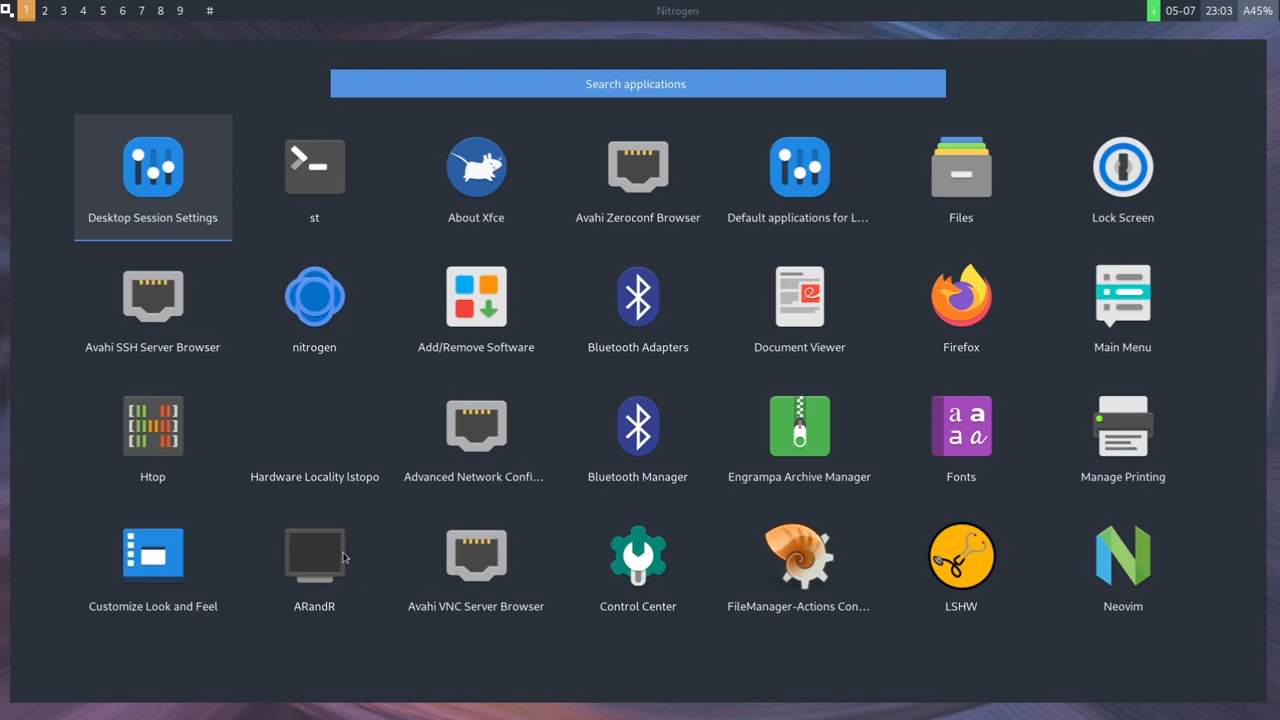 1 2 3 4 5 6 7 8 9 # Nitrogen i 05-07 23:03 A45%
Search applications
Desktop Session Settings st About Xfce Avahi Zeroconf Browser Default applications for L... Files Lock Screen
Avahi SSH Server Browser nitrogen Add/Remove Software Bluetooth Adapters Document Viewer Firefox Main Menu
Htop Hardware Locality lstopo Advanced Network Confi... Bluetooth Manager Engrampa Archive Manager Fonts Manage Printing
Customize Look and Feel ARandR Avahi VNC Server Browser Control Center FileManager-Actions Con... LSHW Neovim